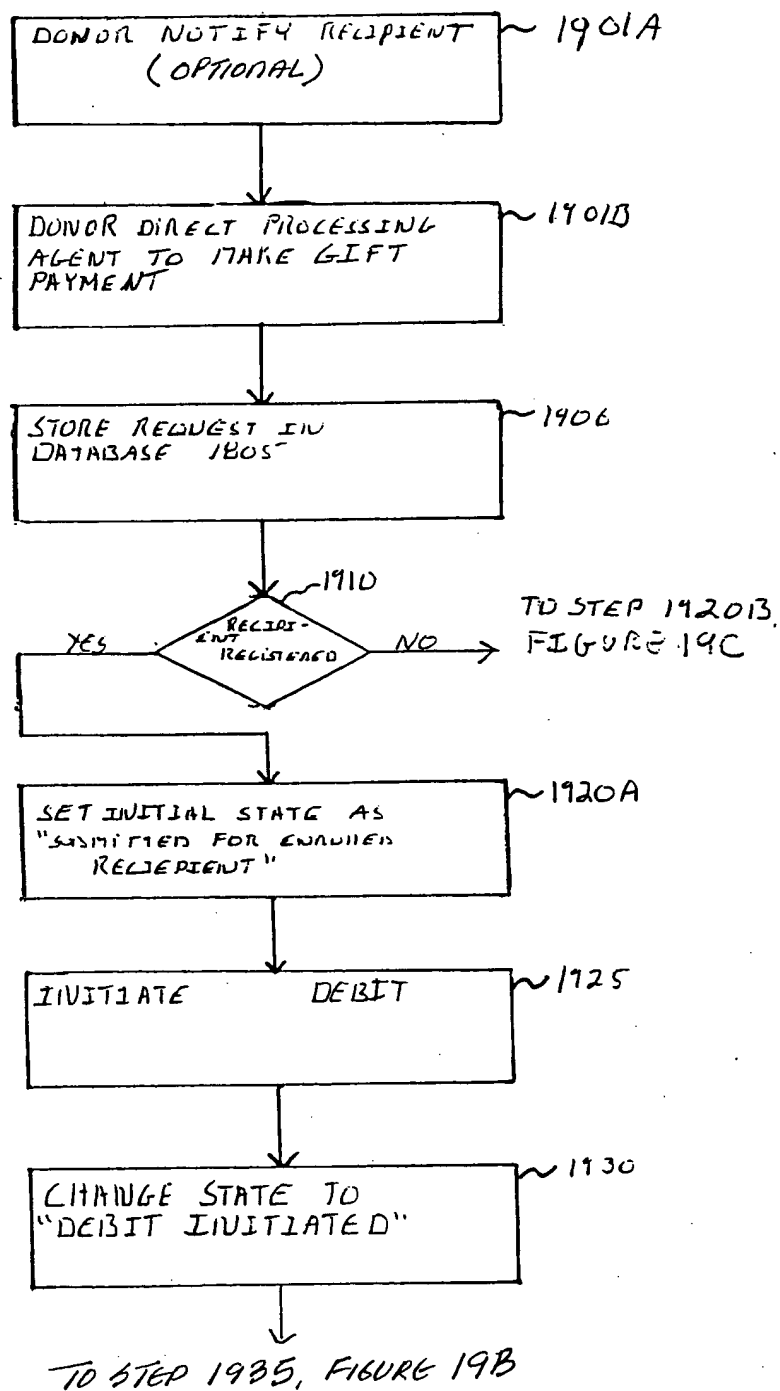 DONOR NOTIFY RECIPIENT
(OPTIONAL)
1901A
DONOR DIRECT PROCESSING
AGENT TO MAKE GIFT
PAYMENT
1901B
STORE REQUEST IN
DATABASE 1805
1906
1910
RECIPI-
ENT
REGISTERED
YES
NO
TO STEP 1920B,
FIGURE 19C
SET INITIAL STATE AS
"SUBMITTED FOR ENROLLED
RECIEPIENT"
1920A
INITIATE DEBIT
1925
CHANGE STATE TO
"DEBIT INITIATED"
1930
TO STEP 1935, FIGURE 19B